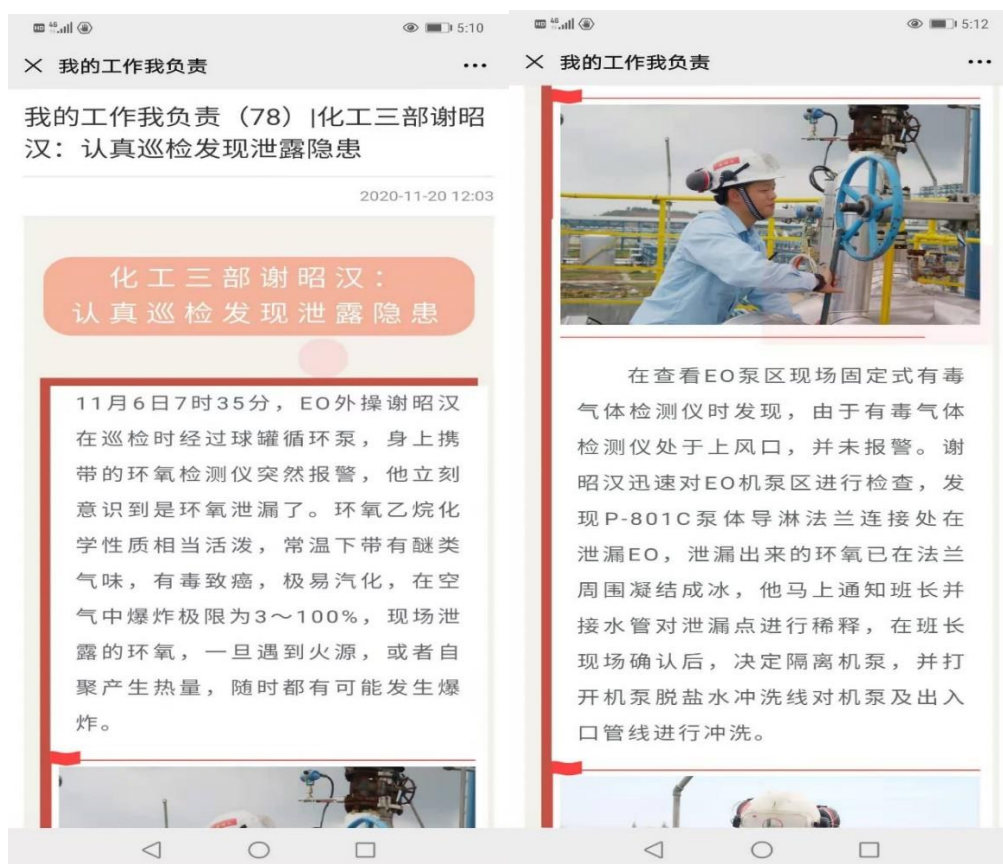 HD 4G 5:10
我的工作我负责
我的工作我负责（78）|化工三部谢昭
汉：认真巡检发现泄露隐患
2020-11-20 12:03
化工三部谢昭汉：
认真巡检发现泄露隐患
11月6日7时35分，EO外操谢昭汉
在巡检时经过球罐循环泵，身上携
带的环氧检测仪突然报警，他立刻
意识到是环氧泄漏了。环氧乙烷化
学性质相当活泼，常温下带有醚类
气味，有毒致癌，极易汽化，在空
气中爆炸极限为3～100%，现场泄
露的环氧，一旦遇到火源，或者自
聚产生热量，随时都有可能发生爆
炸。
HD 4G 5:12
我的工作我负责
在查看EO泵区现场固定式有毒
气体检测仪时发现，由于有毒气体
检测仪处于上风口，并未报警。谢
昭汉迅速对EO机泵区进行检查，发
现P-801C泵体导淋法兰连接处在
泄漏EO，泄漏出来的环氧已在法兰
周围凝结成冰，他马上通知班长并
接水管对泄漏点进行稀释，在班长
现场确认后，决定隔离机泵，并打
开机泵脱盐水冲洗线对机泵及出入
口管线进行冲洗。